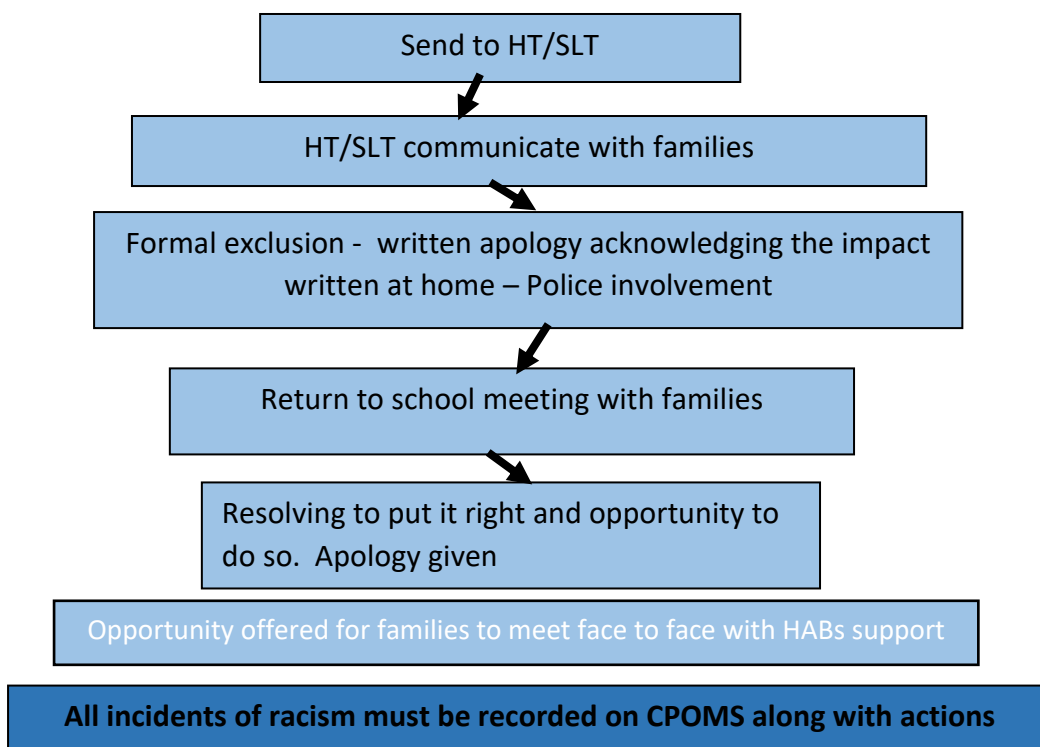 Send to HT/SLT
HT/SLT communicate with families
Formal exclusion -  written apology acknowledging the impact
written at home – Police involvement
Return to school meeting with families
Resolving to put it right and opportunity to
do so.  Apology given
Opportunity offered for families to meet face to face with HABs support
All incidents of racism must be recorded on CPOMS along with actions